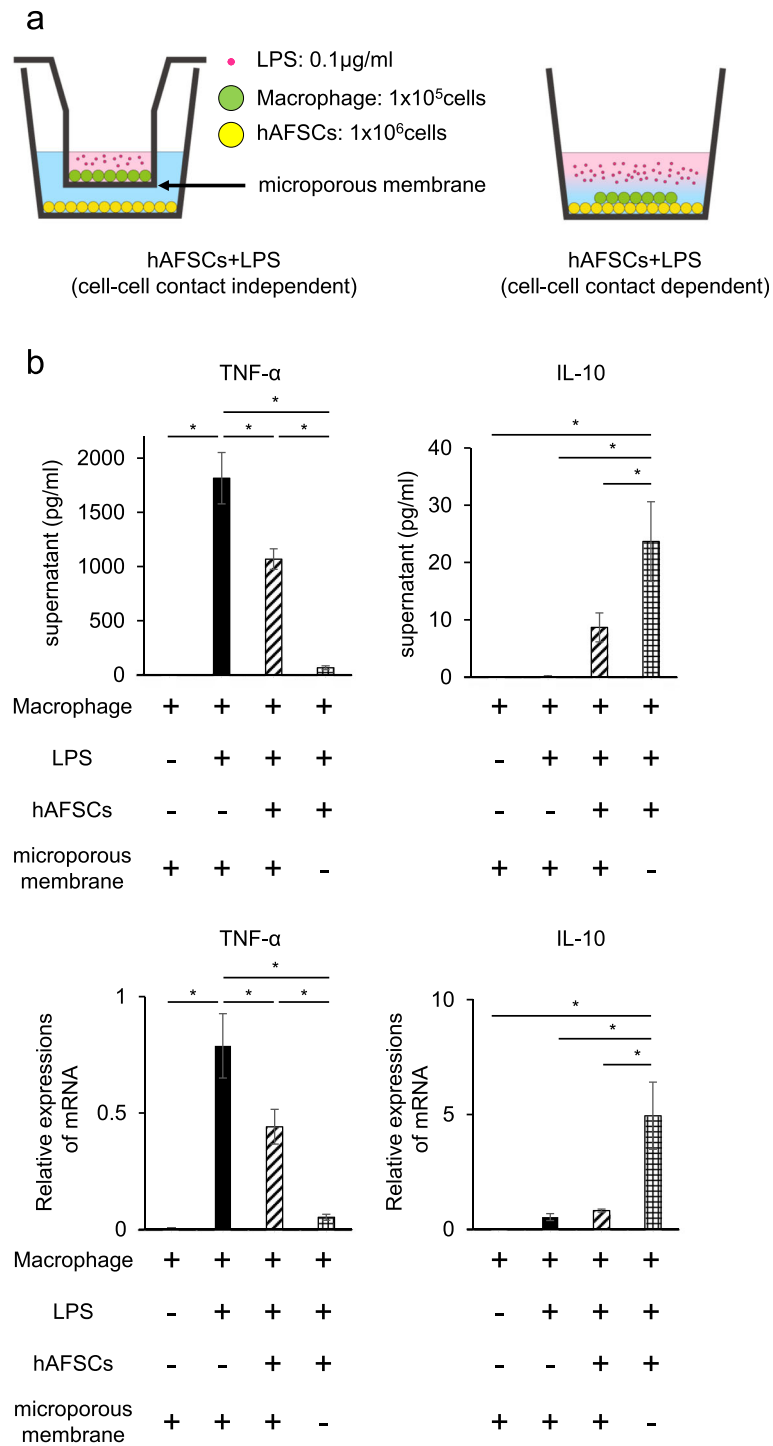 a
LPS: 0.1µg/ml
Macrophage: 1x10⁵cells
hAFSCs: 1x10⁶cells
microporous membrane
hAFSCs+LPS
(cell-cell contact independent)
hAFSCs+LPS
(cell-cell contact dependent)
b
TNF-α
* * * *
supernatant (pg/ml)
2000
1500
1000
500
0
IL-10
* * *
supernatant (pg/ml)
40
30
20
10
0
Macrophage + + + + + + + +
LPS - + + + - + + +
hAFSCs - - + + - - + +
microporous
membrane + + + - + + + -
TNF-α
* * * *
Relative expressions
of mRNA
1
0.5
0
IL-10
* * *
Relative expressions
of mRNA
10
5
0
Macrophage + + + + + + + +
LPS - + + + - + + +
hAFSCs - - + + - - + +
microporous
membrane + + + - + + + -